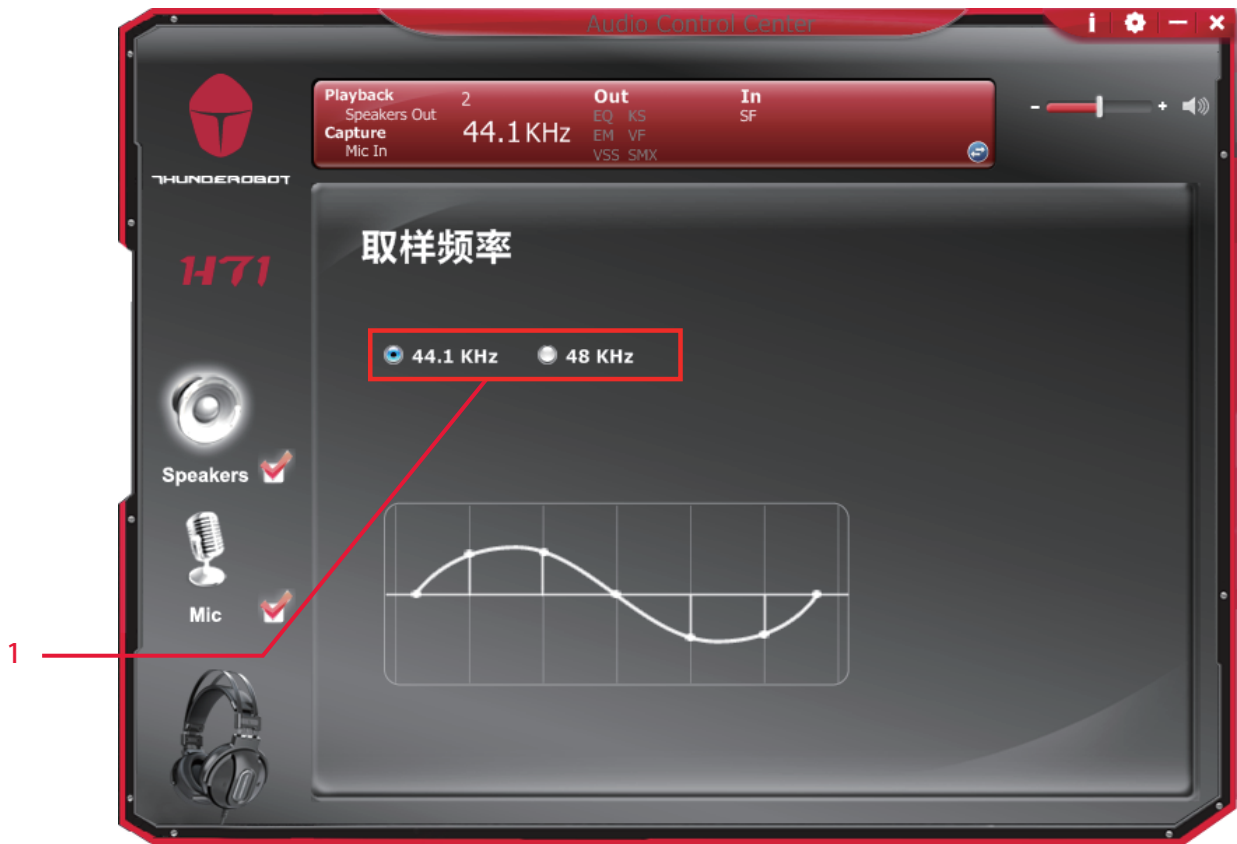 Audio Control Center
i
THUNDEROBOT
Playback 2 Out In
Speakers Out EQ KS SF
Capture 44.1 KHz EM VF
Mic In VSS SMX
- +
H71
取样频率
44.1 KHz 48 KHz
Speakers
Mic
1